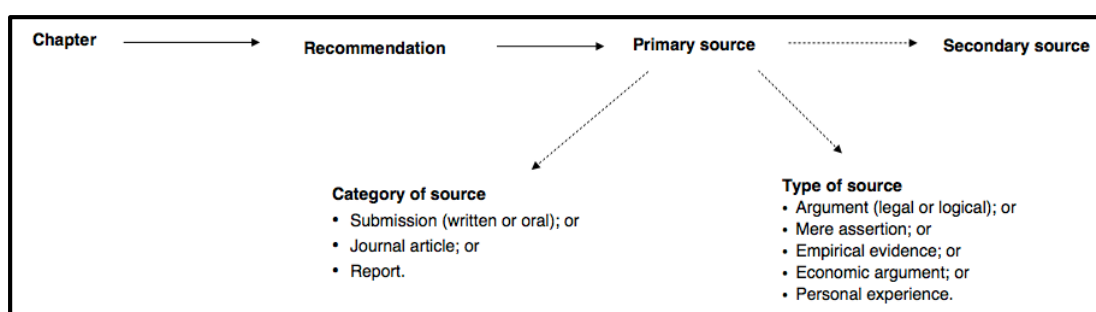 Chapter
Recommendation
Primary source
Secondary source
Category of source
• Submission (written or oral); or
• Journal article; or
• Report.
Type of source
• Argument (legal or logical); or
• Mere assertion; or
• Empirical evidence; or
• Economic argument; or
• Personal experience.